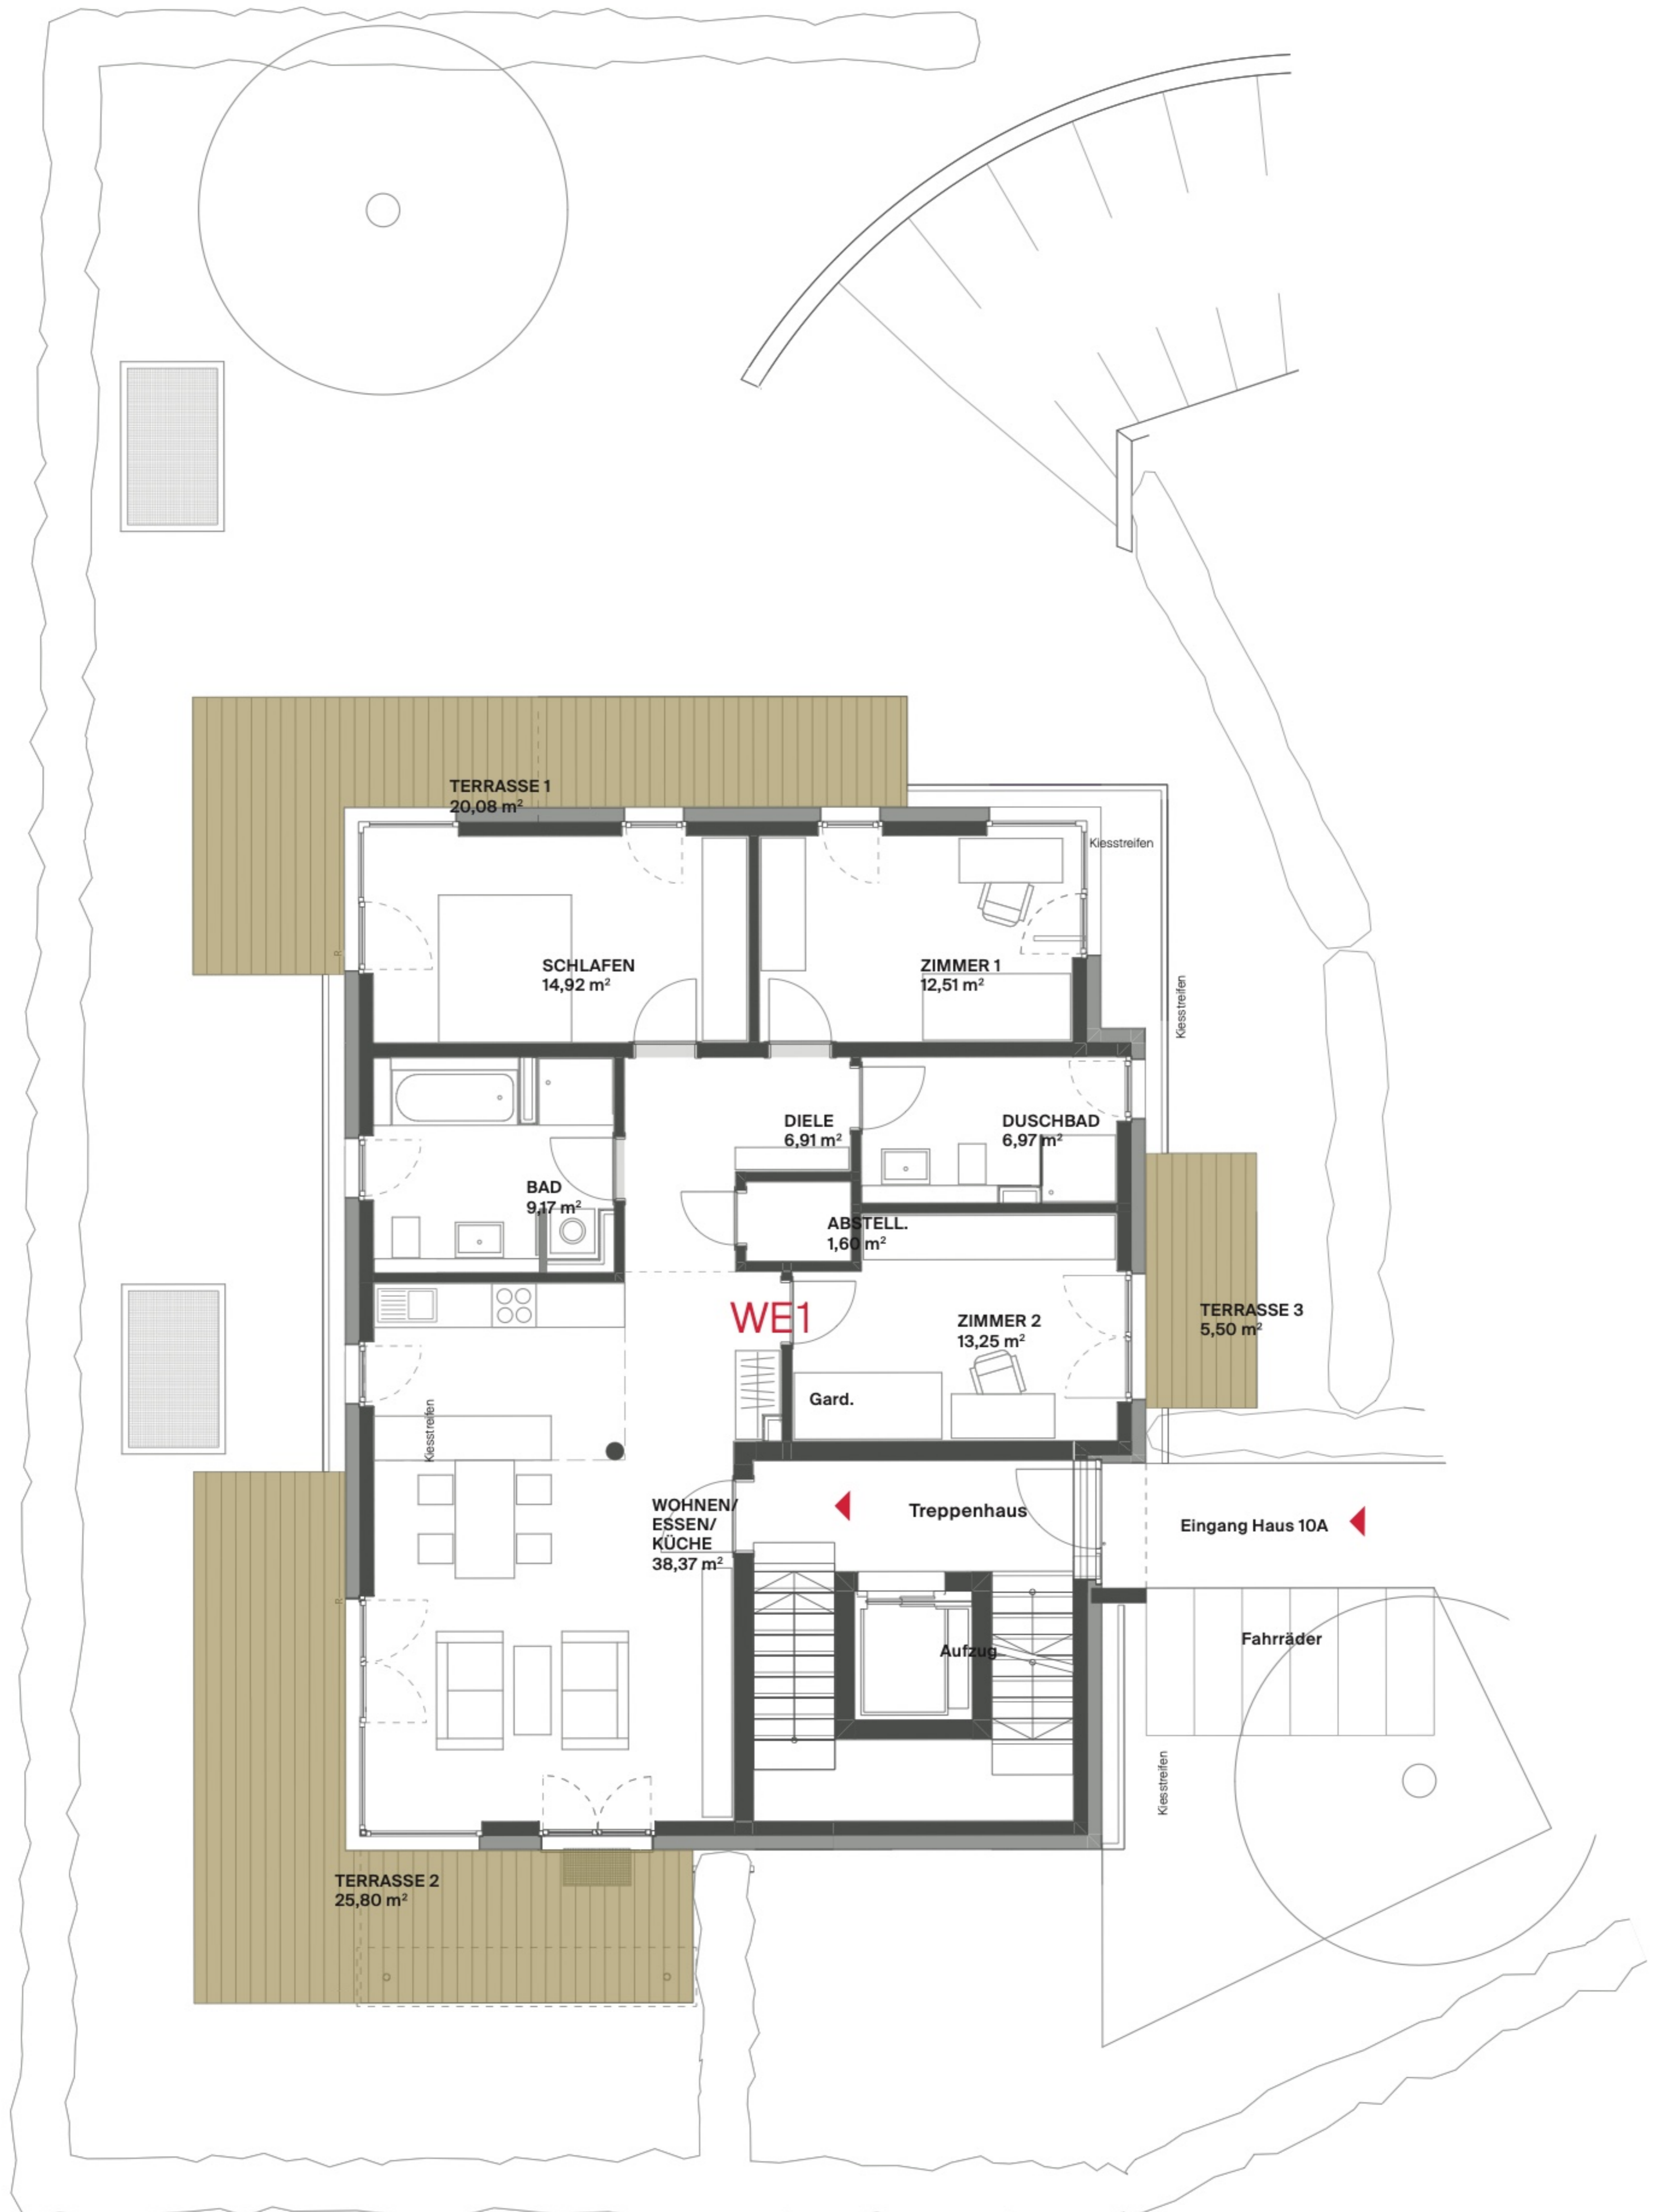 TERRASSE 1
20,08 m²
Kiesstreifen
SCHLAFEN
14,92 m²
ZIMMER 1
12,51 m²
Kiesstreifen
DIELE
6,91 m²
DUSCHBAD
6,97 m²
BAD
9,17 m²
ABSTELL.
1,60 m²
WE1
ZIMMER 2
13,25 m²
TERRASSE 3
5,50 m²
Gard.
Kiesstreifen
R
WOHNEN/
ESSEN/
KÜCHE
38,37 m²
Treppenhaus
Eingang Haus 10A
R
Aufzug
Fahrräder
Kiesstreifen
TERRASSE 2
25,80 m²